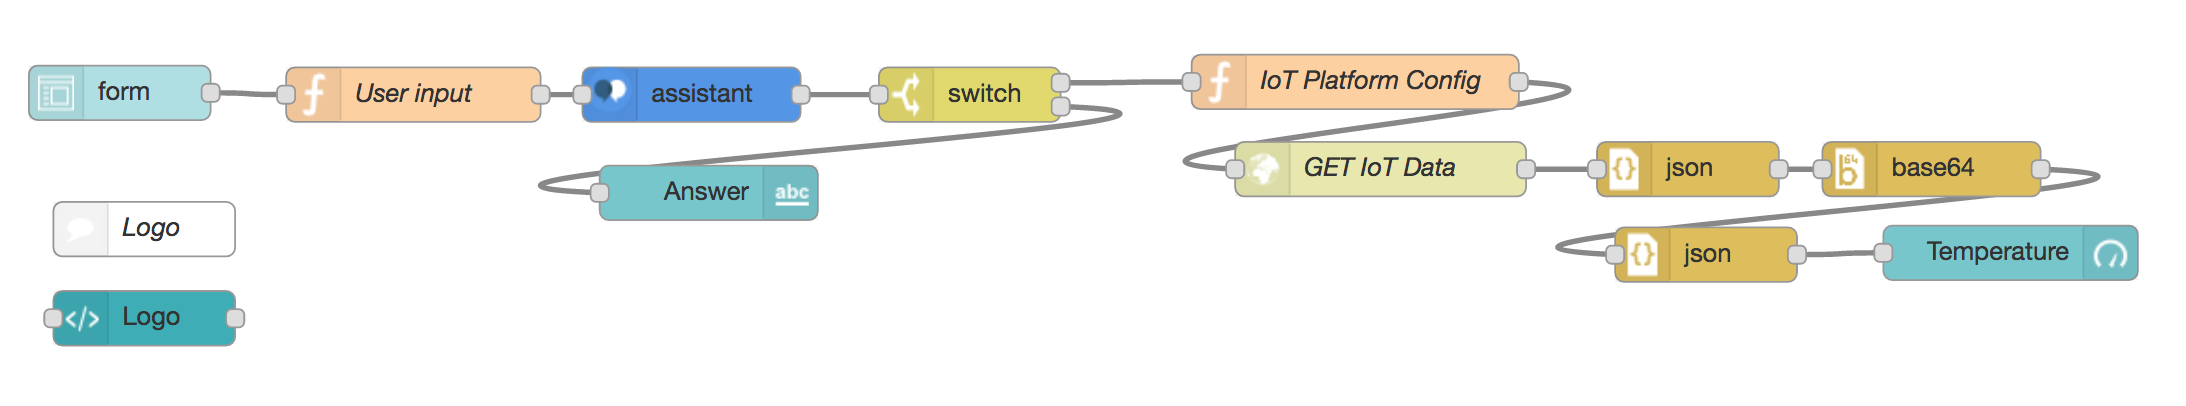 form
User input
assistant
switch
IoT Platform Config
Answer
abc
GET IoT Data
json
64
base64
Logo
json
Temperature
Logo